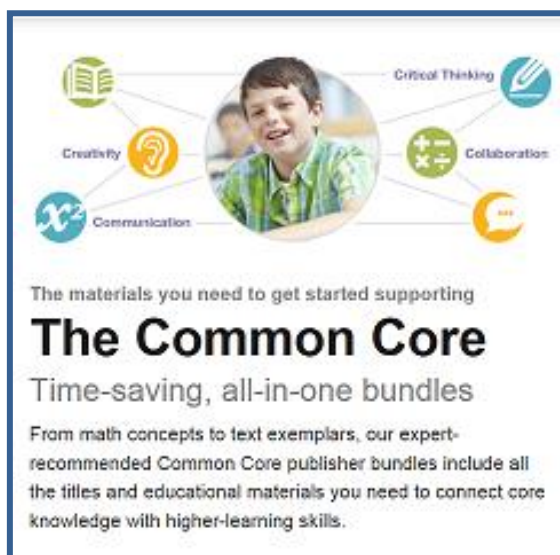 Critical Thinking
Creativity
Collaboration
x²
Communication
The materials you need to get started supporting
The Common Core
Time-saving, all-in-one bundles
From math concepts to text exemplars, our expert-
recommended Common Core publisher bundles include all
the titles and educational materials you need to connect core
knowledge with higher-learning skills.